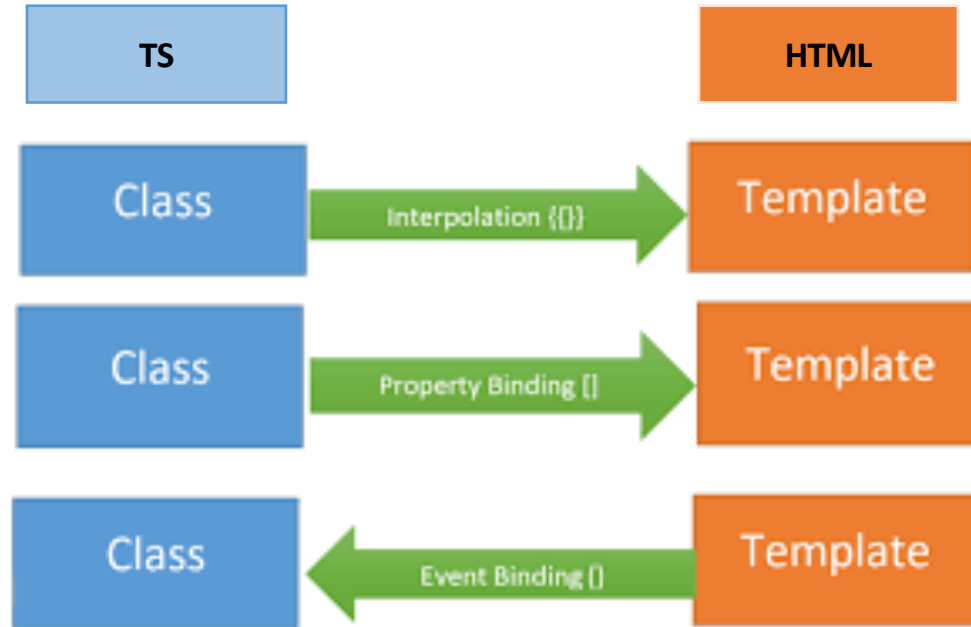 TS
HTML
Class
Interpolation {{}}
Template
Class
Property Binding []
Template
Class
Event Binding ()
Template